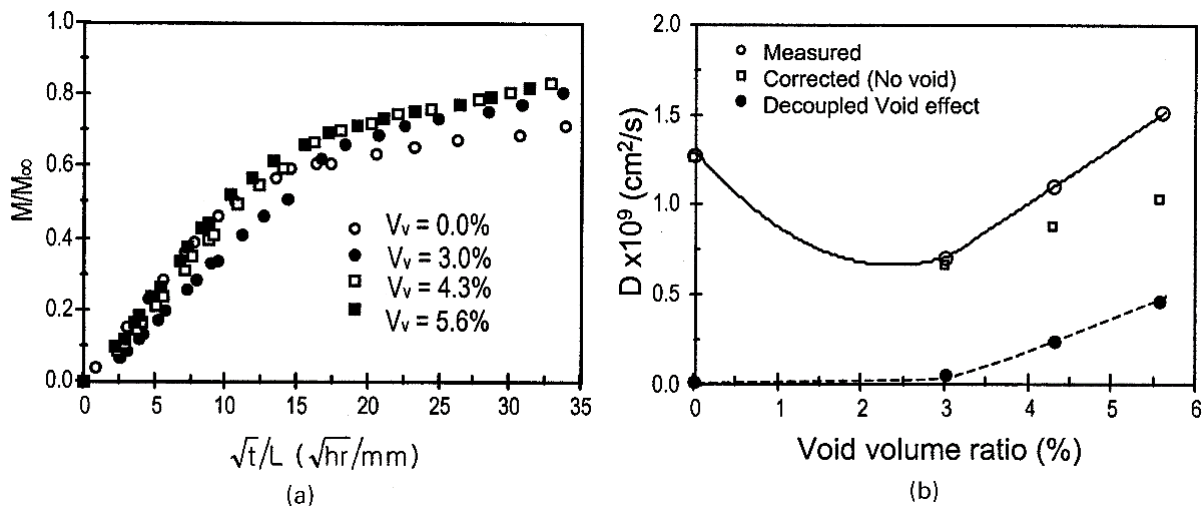 1.0
0.8
0.6
0.4
0.2
0.0
M/M∞
0 5 10 15 20 25 30 35
√t/L (√hr/mm)
Vv = 0.0%
Vv = 3.0%
Vv = 4.3%
Vv = 5.6%
(a)
2.0
1.5
1.0
0.5
0.0
D x10⁹ (cm²/s)
Measured
Corrected (No void)
Decoupled Void effect
0 1 2 3 4 5 6
Void volume ratio (%)
(b)